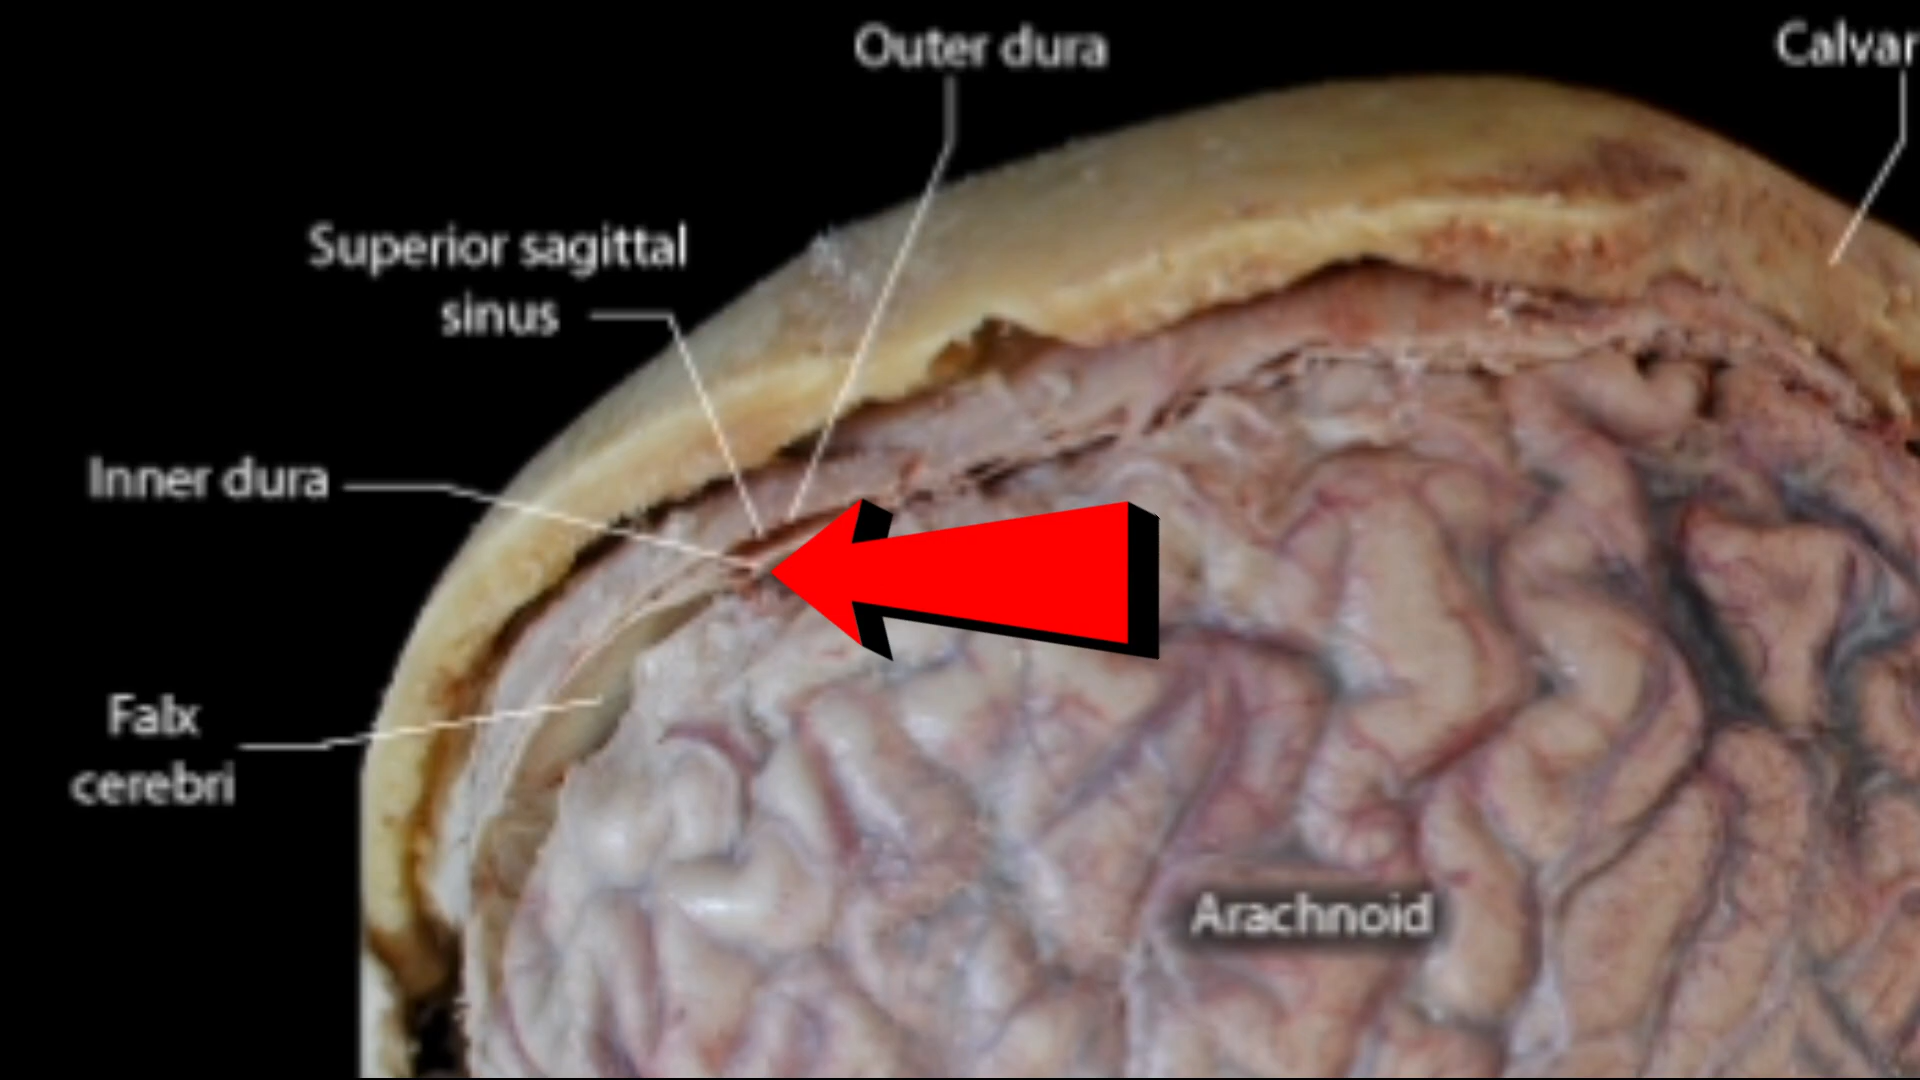 Outer dura
Calvar
Superior sagittal
sinus
Inner dura
Falx
cerebri
Arachnoid